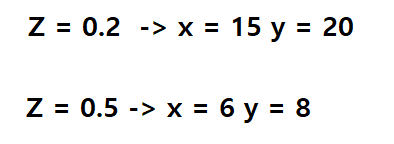 Z = 0.2 -> x = 15 y = 20
Z = 0.5 -> x = 6 y = 8